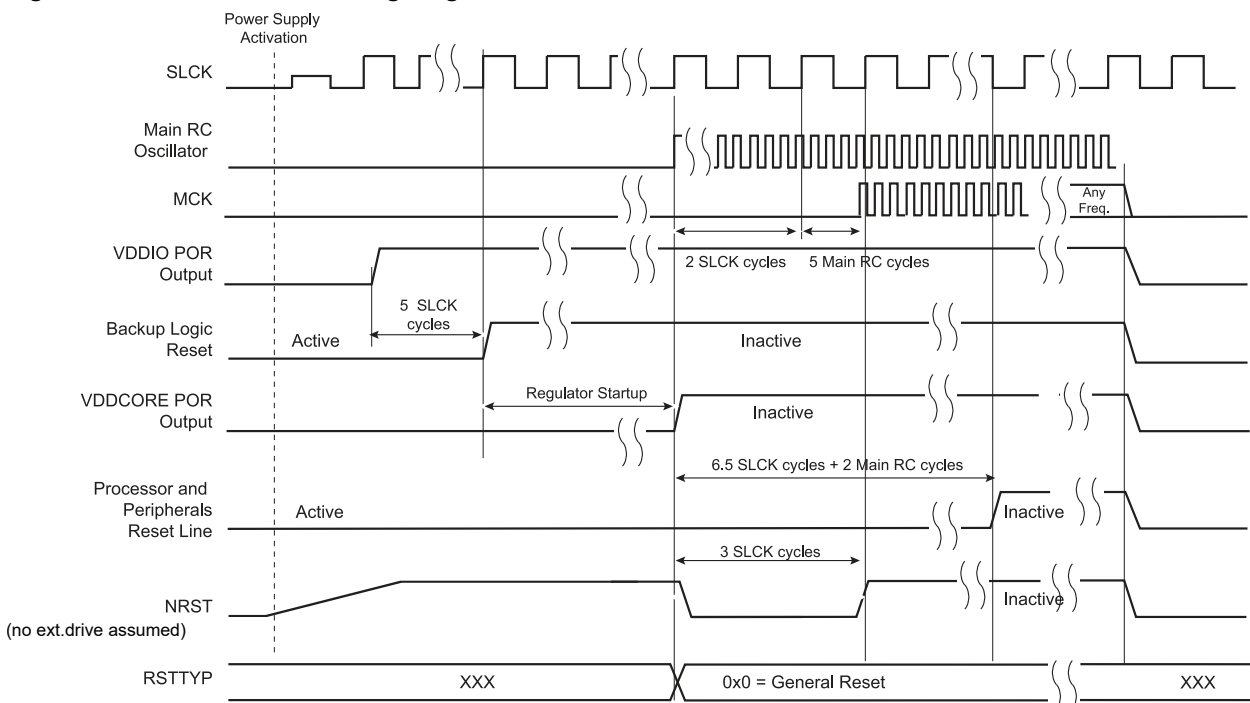 Power Supply
Activation
SLCK
Main RC
Oscillator
MCK
Any
Freq.
VDDIO POR
Output
2 SLCK cycles
5 Main RC cycles
5 SLCK
cycles
Backup Logic
Reset
Active
Inactive
VDDCORE POR
Output
Regulator Startup
Inactive
6.5 SLCK cycles + 2 Main RC cycles
Processor and
Peripherals
Reset Line
Active
Inactive
3 SLCK cycles
NRST
(no ext.drive assumed)
Inactive
RSTTYP
XXX
0x0 = General Reset
XXX